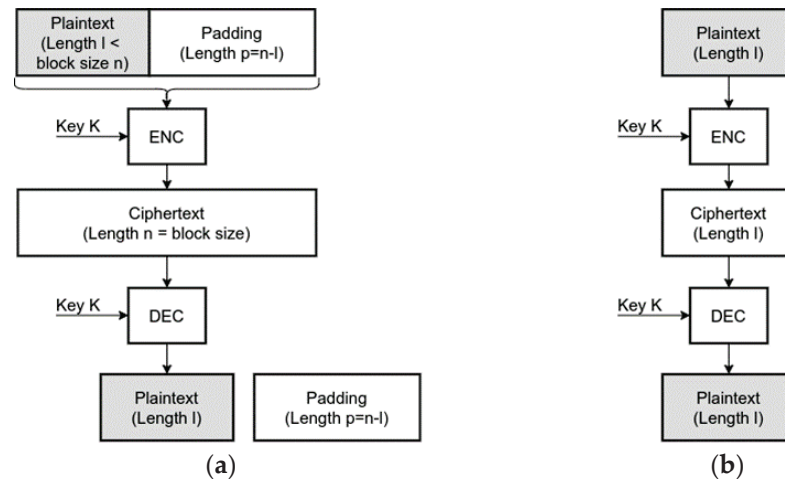 Plaintext
(Length l <
block size n)
Padding
(Length p=n-l)
Key K
ENC
Ciphertext
(Length n = block size)
Key K
DEC
Plaintext
(Length l)
Padding
(Length p=n-l)
(a)
Plaintext
(Length l)
Key K
ENC
Ciphertext
(Length l)
Key K
DEC
Plaintext
(Length l)
(b)